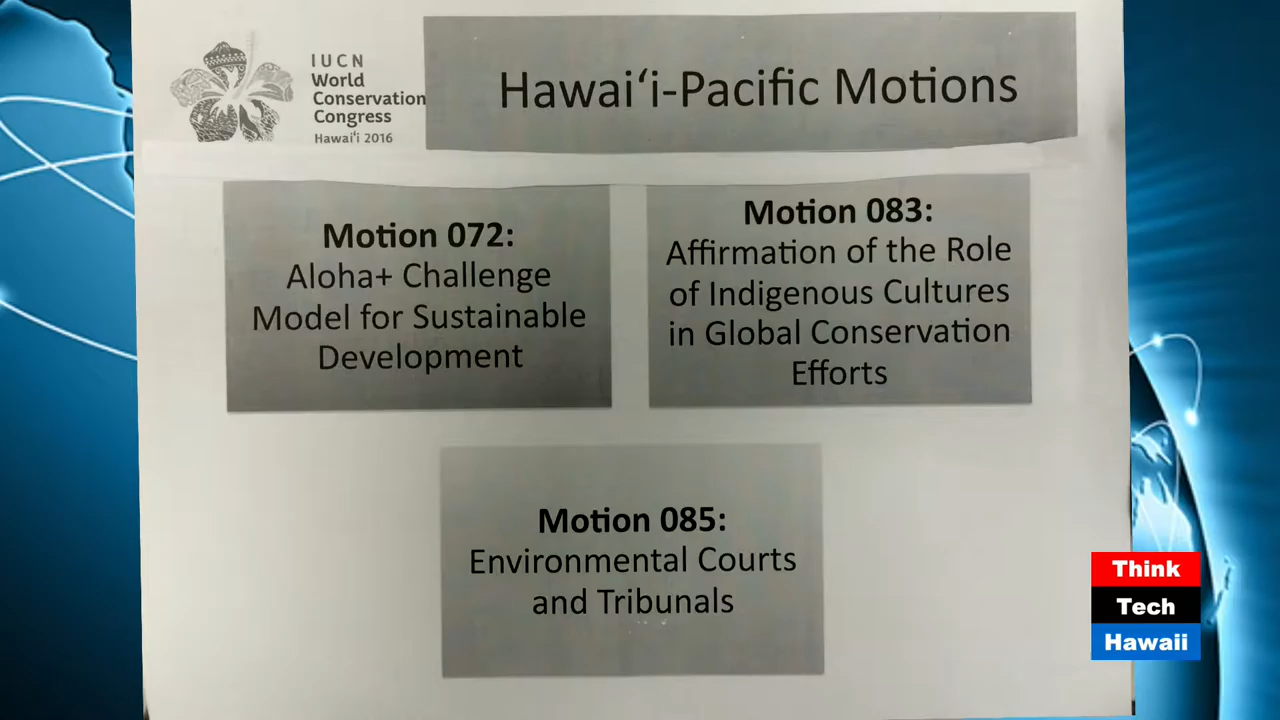 IUCN
World
Conservation
Congress
Hawaiʻi 2016
Hawaiʻi-Pacific Motions
Motion 072:
Aloha+ Challenge
Model for Sustainable
Development
Motion 083:
Affirmation of the Role
of Indigenous Cultures
in Global Conservation
Efforts
Motion 085:
Environmental Courts
and Tribunals
Think
Tech
Hawaii